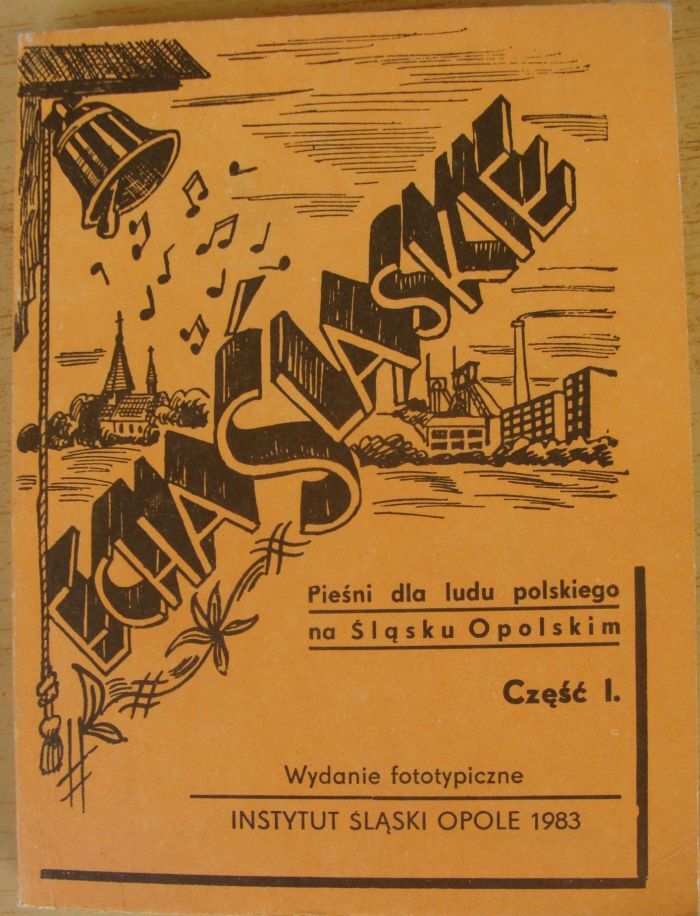 ECHA ŚLĄSKIE
Pieśni dla ludu polskiego
na Śląsku Opolskim
Część I.
Wydanie fototypiczne
INSTYTUT ŚLĄSKI OPOLE 1983